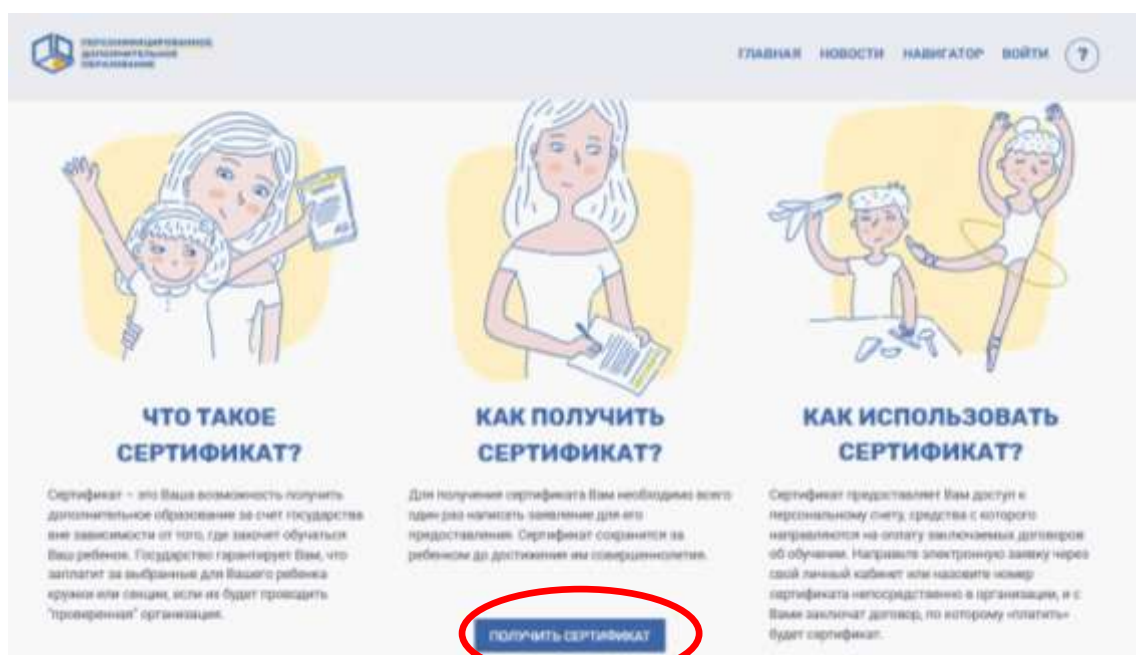 ПЕРСОНИФИЦИРОВАННОЕ
ДОПОЛНИТЕЛЬНОЕ
ОБРАЗОВАНИЕ
ГЛАВНАЯ НОВОСТИ НАВИГАТОР ВОЙТИ ?
ЧТО ТАКОЕ
СЕРТИФИКАТ?
Сертификат – это Ваша возможность получить
дополнительное образование за счет государства
вне зависимости от того, где захочет обучаться
Ваш ребенок. Государство гарантирует Вам, что
заплатит за выбранные для Вашего ребенка
кружки или секции, если их будет проводить
"проверенная" организация.
КАК ПОЛУЧИТЬ
СЕРТИФИКАТ?
Для получения сертификата Вам необходимо всего
один раз написать заявление для его
предоставления. Сертификат сохранится за
ребенком до достижения им совершеннолетия.
ПОЛУЧИТЬ СЕРТИФИКАТ
КАК ИСПОЛЬЗОВАТЬ
СЕРТИФИКАТ?
Сертификат предоставляет Вам доступ к
персональному счету, средства с которого
направляются на оплату заключаемых договоров
об обучении. Направьте электронную заявку через
свой личный кабинет или назовите номер
сертификата непосредственно в организации, и с
Вами заключат договор, по которому «платить»
будет сертификат.